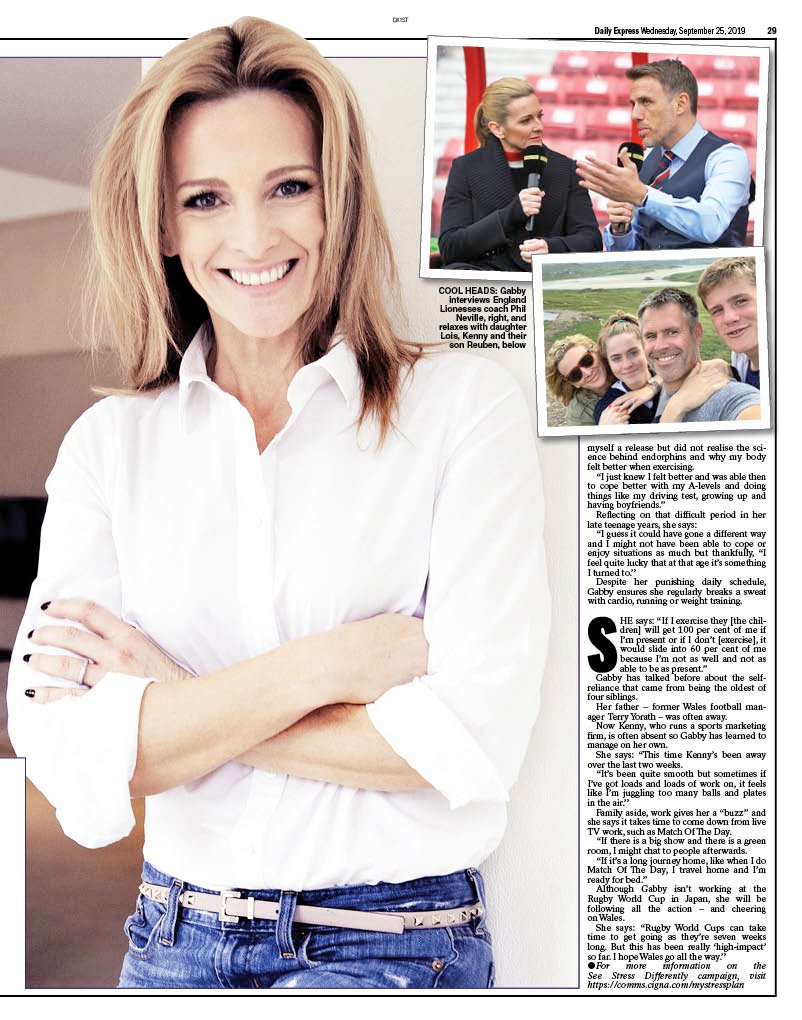 DX1ST
Daily Express Wednesday, September 25, 2019 29
COOL HEADS: Gabby
interviews England
Lionesses coach Phil
Neville, right, and
relaxes with daughter
Lois, Kenny and their
son Reuben, below
myself a release but did not realise the sci-
ence behind endorphins and why my body
felt better when exercising.
“I just knew I felt better and was able then
to cope better with my A-levels and doing
things like my driving test, growing up and
having boyfriends.”
Reflecting on that difficult period in her
late teenage years, she says:
“I guess it could have gone a different way
and I might not have been able to cope or
enjoy situations as much but thankfully, “I
feel quite lucky that at that age it’s something
I turned to.”
Despite her punishing daily schedule,
Gabby ensures she regularly breaks a sweat
with cardio, running or weight training.
SHE says: “If I exercise they [the chil-
dren] will get 100 per cent of me if
I’m present or if I don’t [exercise], it
would slide into 60 per cent of me
because I’m not as well and not as
able to be as present.”
Gabby has talked before about the self-
reliance that came from being the oldest of
four siblings.
Her father – former Wales football man-
ager Terry Yorath – was often away.
Now Kenny, who runs a sports marketing
firm, is often absent so Gabby has learned to
manage on her own.
She says: “This time Kenny’s been away
over the last two weeks.
“It’s been quite smooth but sometimes if
I’ve got loads and loads of work on, it feels
like I’m juggling too many balls and plates
in the air.”
Family aside, work gives her a “buzz” and
she says it takes time to come down from live
TV work, such as Match Of The Day.
“If there is a big show and there is a green
room, I might chat to people afterwards.
“If it’s a long journey home, like when I do
Match Of The Day, I travel home and I’m
ready for bed.”
Although Gabby isn’t working at the
Rugby World Cup in Japan, she will be
following all the action – and cheering
on Wales.
She says: “Rugby World Cups can take
time to get going as they’re seven weeks
long. But this has been really ‘high-impact’
so far. I hope Wales go all the way.”
●For more information on the
See Stress Differently campaign, visit
https://comms.cigna.com/mystressplan